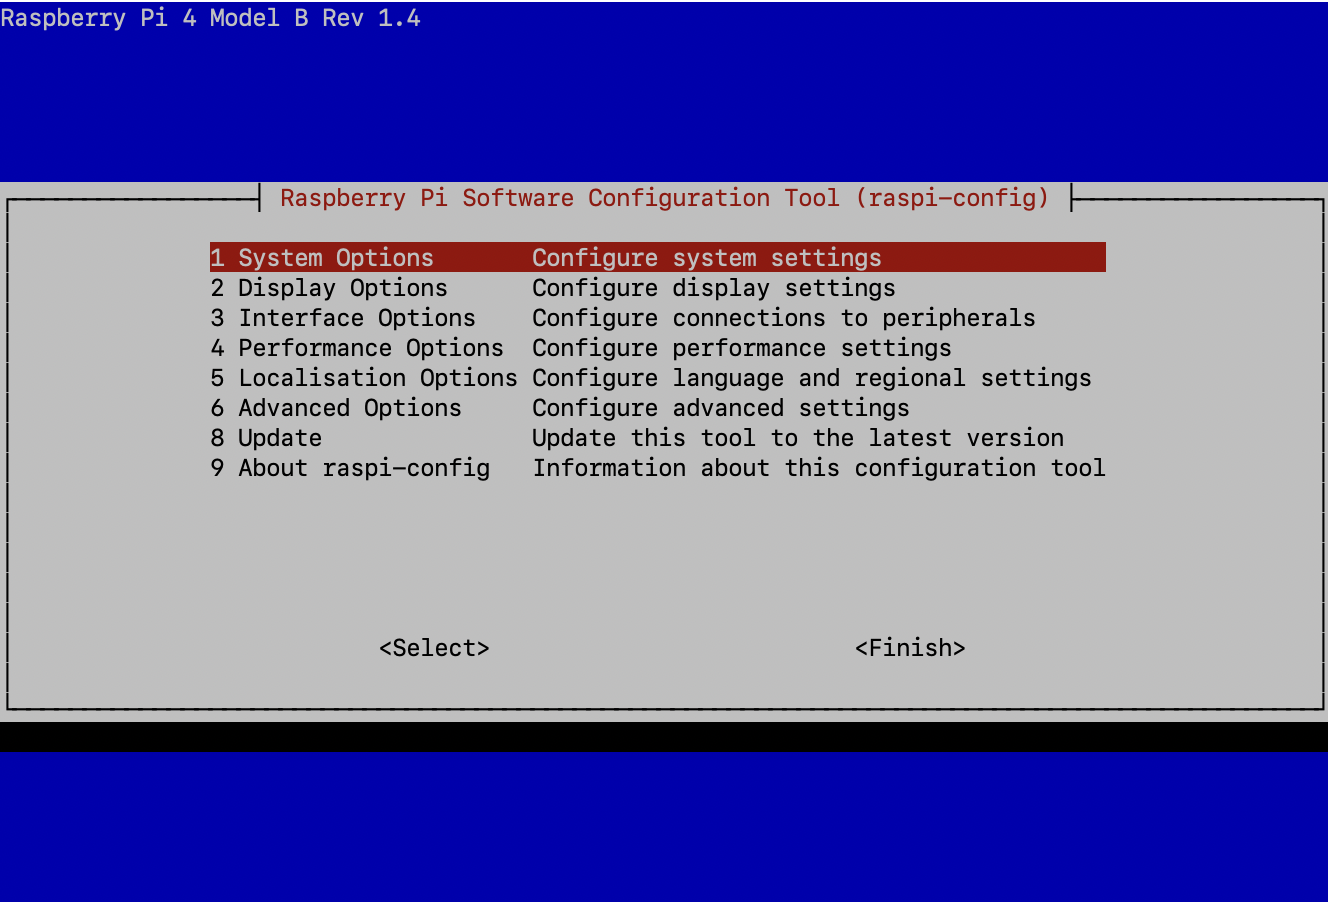 Raspberry Pi 4 Model B Rev 1.4
Raspberry Pi Software Configuration Tool (raspi-config)
1 System Options Configure system settings
2 Display Options Configure display settings
3 Interface Options Configure connections to peripherals
4 Performance Options Configure performance settings
5 Localisation Options Configure language and regional settings
6 Advanced Options Configure advanced settings
8 Update Update this tool to the latest version
9 About raspi-config Information about this configuration tool
<Select> <Finish>